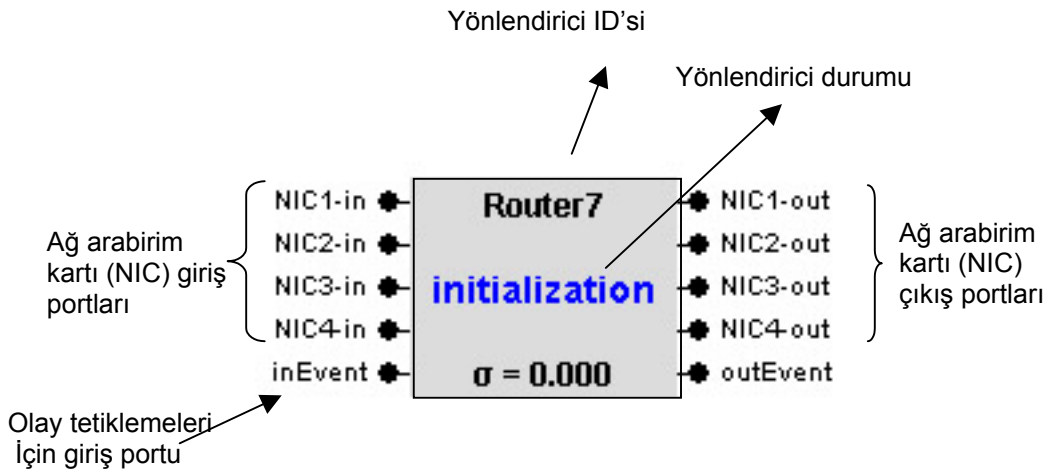 Yönlendirici ID’si
Yönlendirici durumu
Ağ arabirim
kartı (NIC) giriş
portları
NIC1-in
NIC2-in
NIC3-in
NIC4-in
inEvent
Router7
initialization
σ = 0.000
NIC1-out
NIC2-out
NIC3-out
NIC4-out
outEvent
Ağ arabirim
kartı (NIC)
çıkış portları
Olay tetiklemeleri
İçin giriş portu